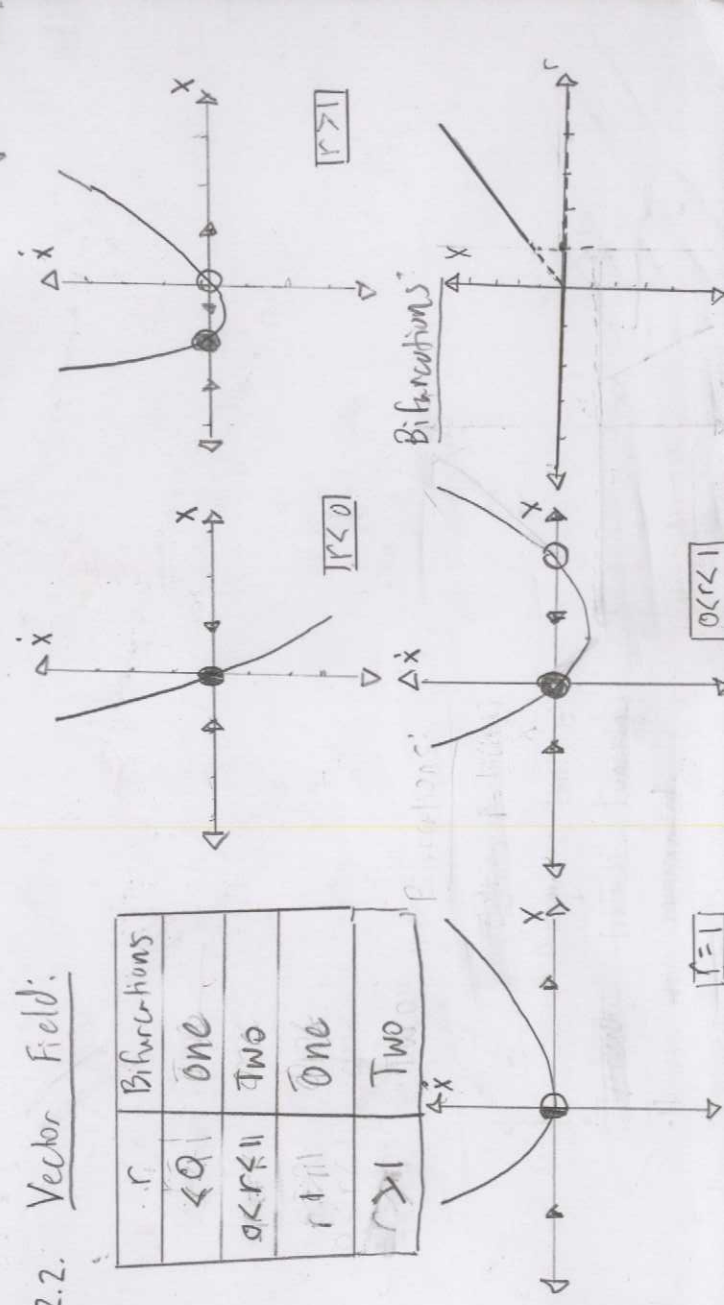 2.2. Vector Field:
r Bifurcations
<0 One
0<r<1 Two
r=1 One
r>1 Two
ẋ
x
r<0
ẋ
x
r>1
ẋ
x
r=1
ẋ
x
0<r<1
Bifurcations:
x
r